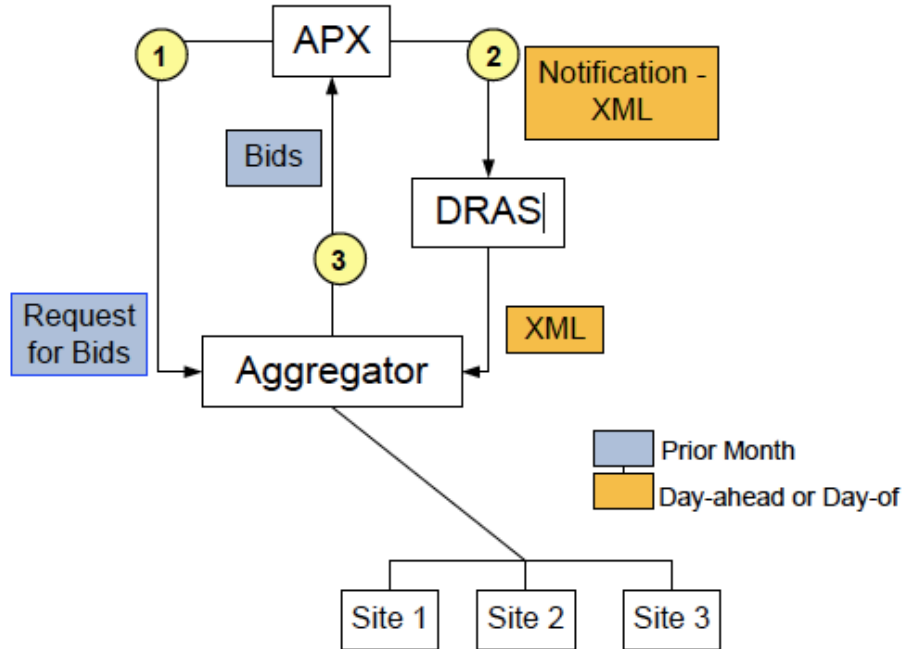 1
APX
2
Notification -
XML
Bids
DRAS
3
Request
for Bids
XML
Aggregator
Prior Month
Day-ahead or Day-of
Site 1
Site 2
Site 3